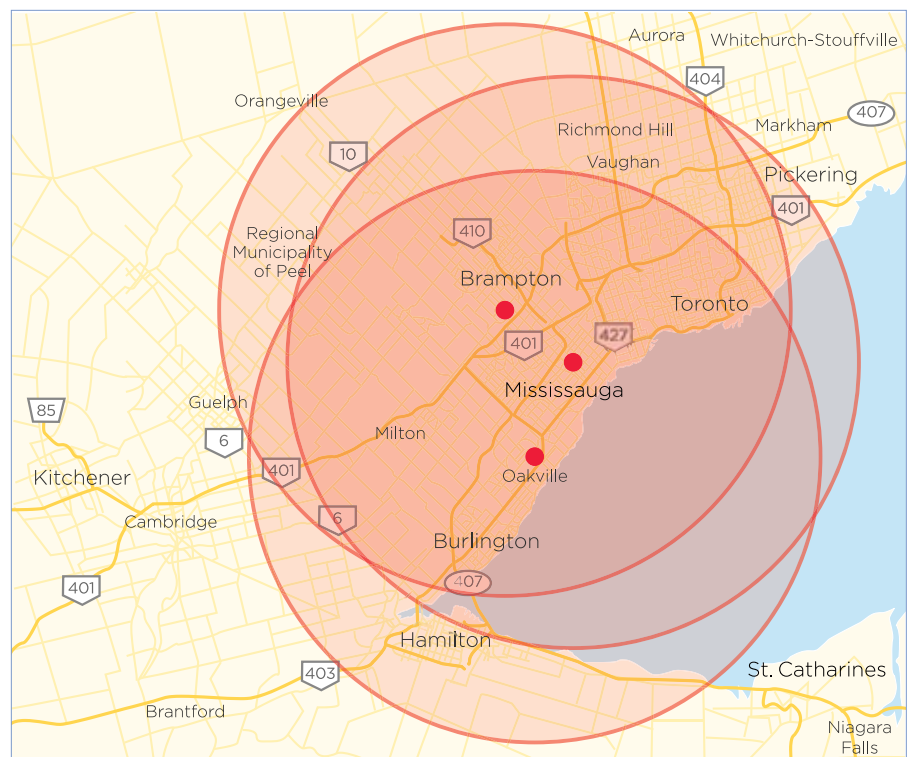 Aurora
Whitchurch-Stouffville
404
Orangeville
407
Markham
Richmond Hill
10
Vaughan
Pickering
401
410
Regional
Municipality
of Peel
Brampton
Toronto
427
401
Mississauga
Guelph
85
6
Milton
401
Kitchener
Oakville
6
Cambridge
Burlington
407
401
Hamilton
403
St. Catharines
Brantford
Niagara
Falls